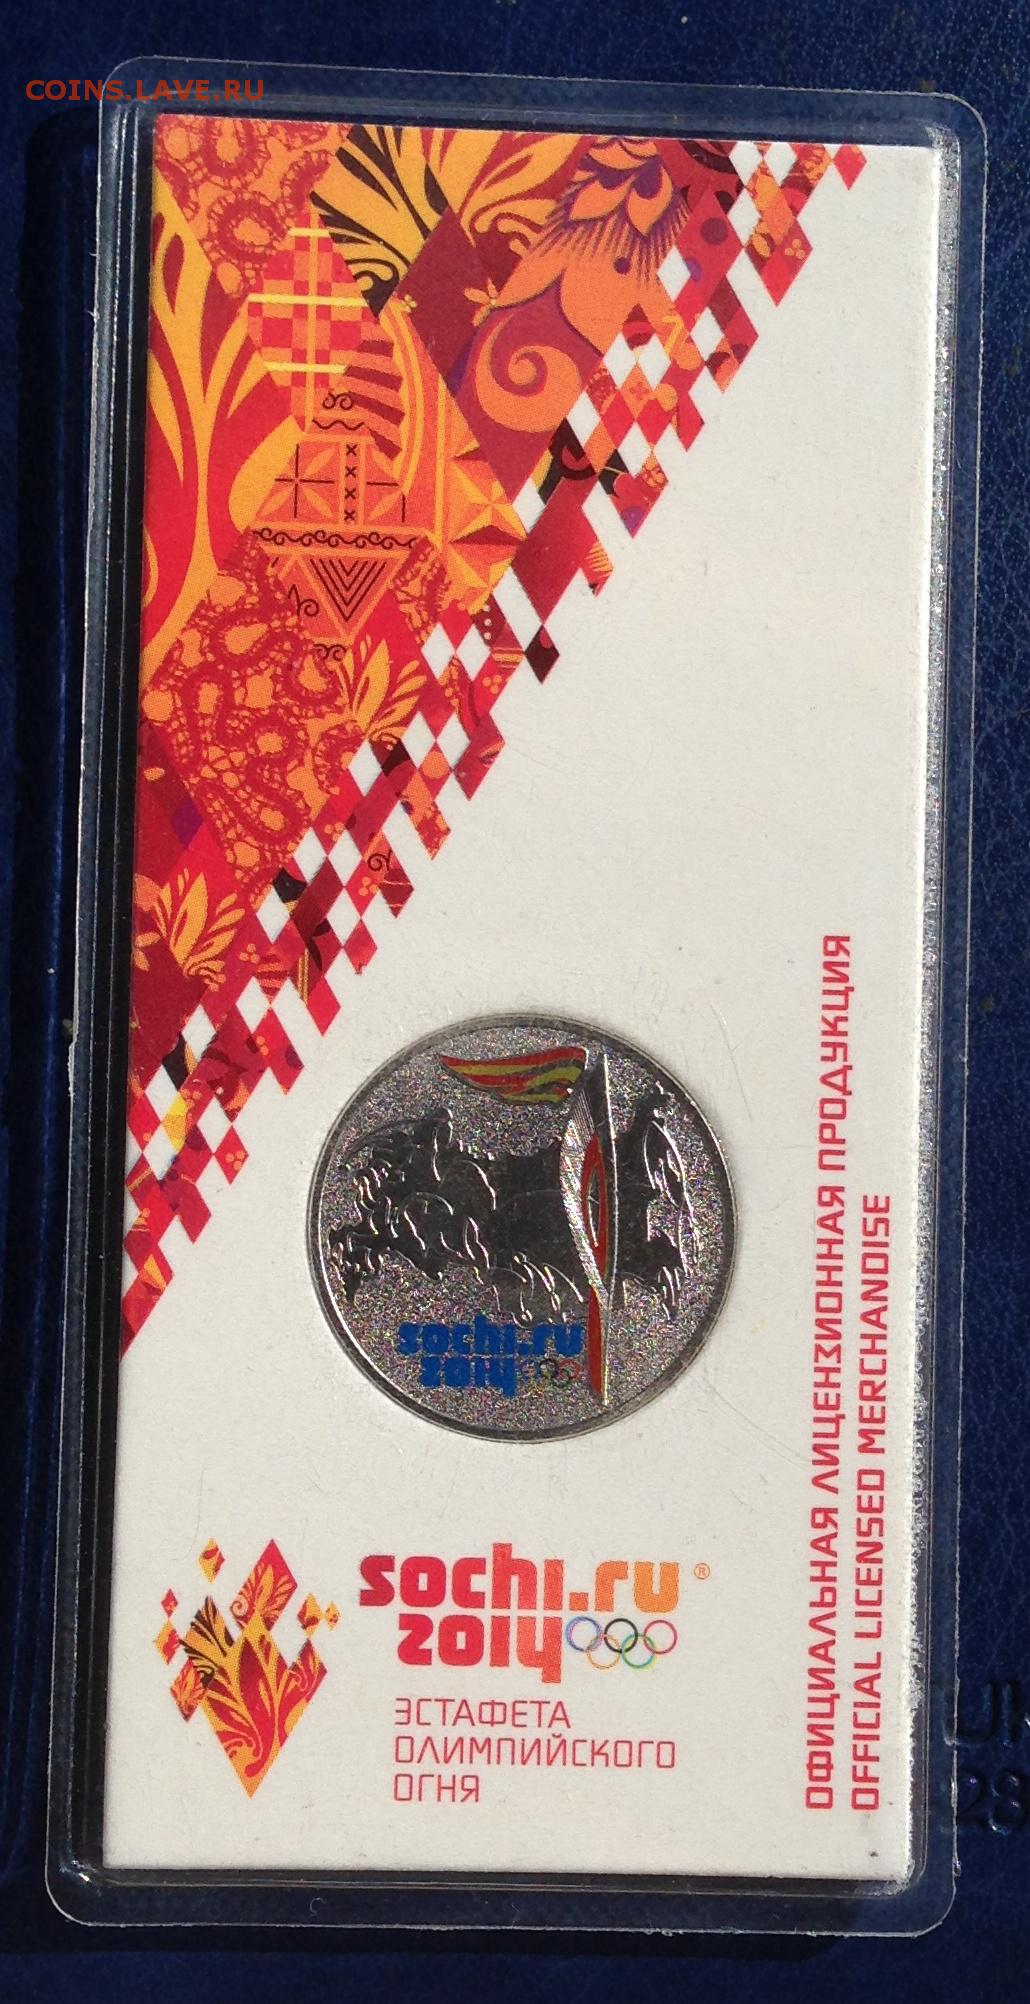 COINS.LAVE.RU
sochi.ru
2014
sochi.ru®
2014
ЭСТАФЕТА
ОЛИМПИЙСКОГО
ОГНЯ
ОФИЦИАЛЬНАЯ ЛИЦЕНЗИОННАЯ ПРОДУКЦИЯ
OFFICIAL LICENSED MERCHANDISE